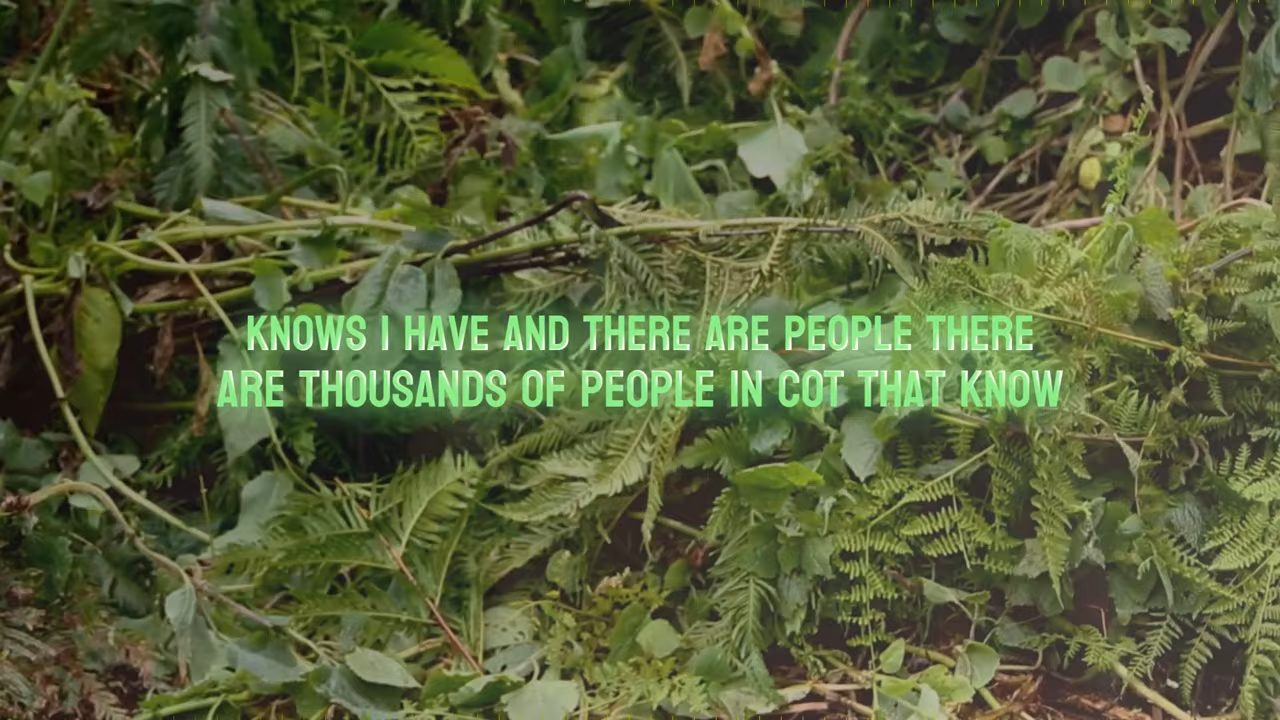 KNOWS I HAVE AND THERE ARE PEOPLE THERE
ARE THOUSANDS OF PEOPLE IN COT THAT KNOW